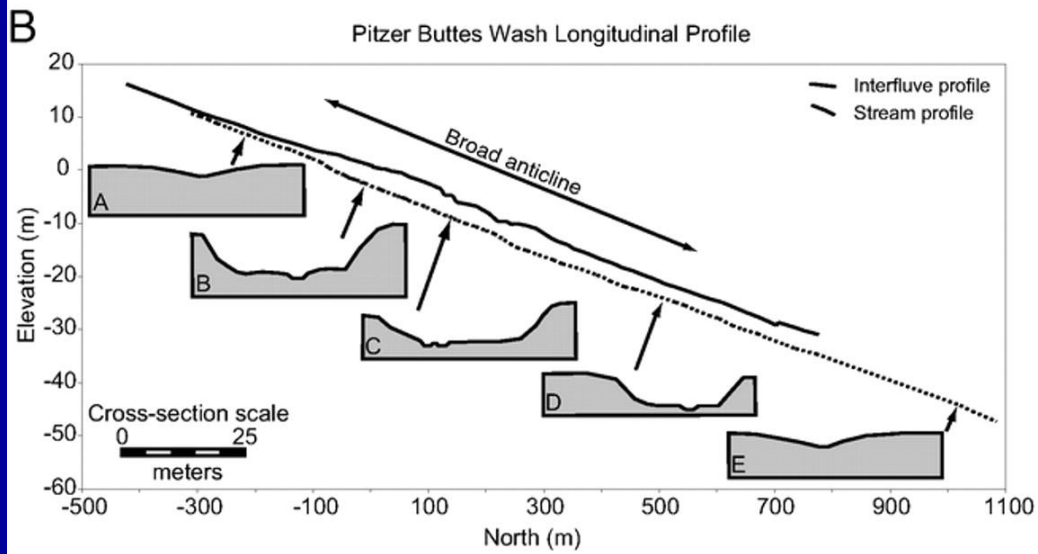 B
Pitzer Buttes Wash Longitudinal Profile
20
10
0
-10
-20
-30
-40
-50
-60
Elevation (m)
Interfluve profile
Stream profile
Broad anticline
A
B
C
D
E
Cross-section scale
0 25
meters
-500 -300 -100 100 300 500 700 900 1100
North (m)